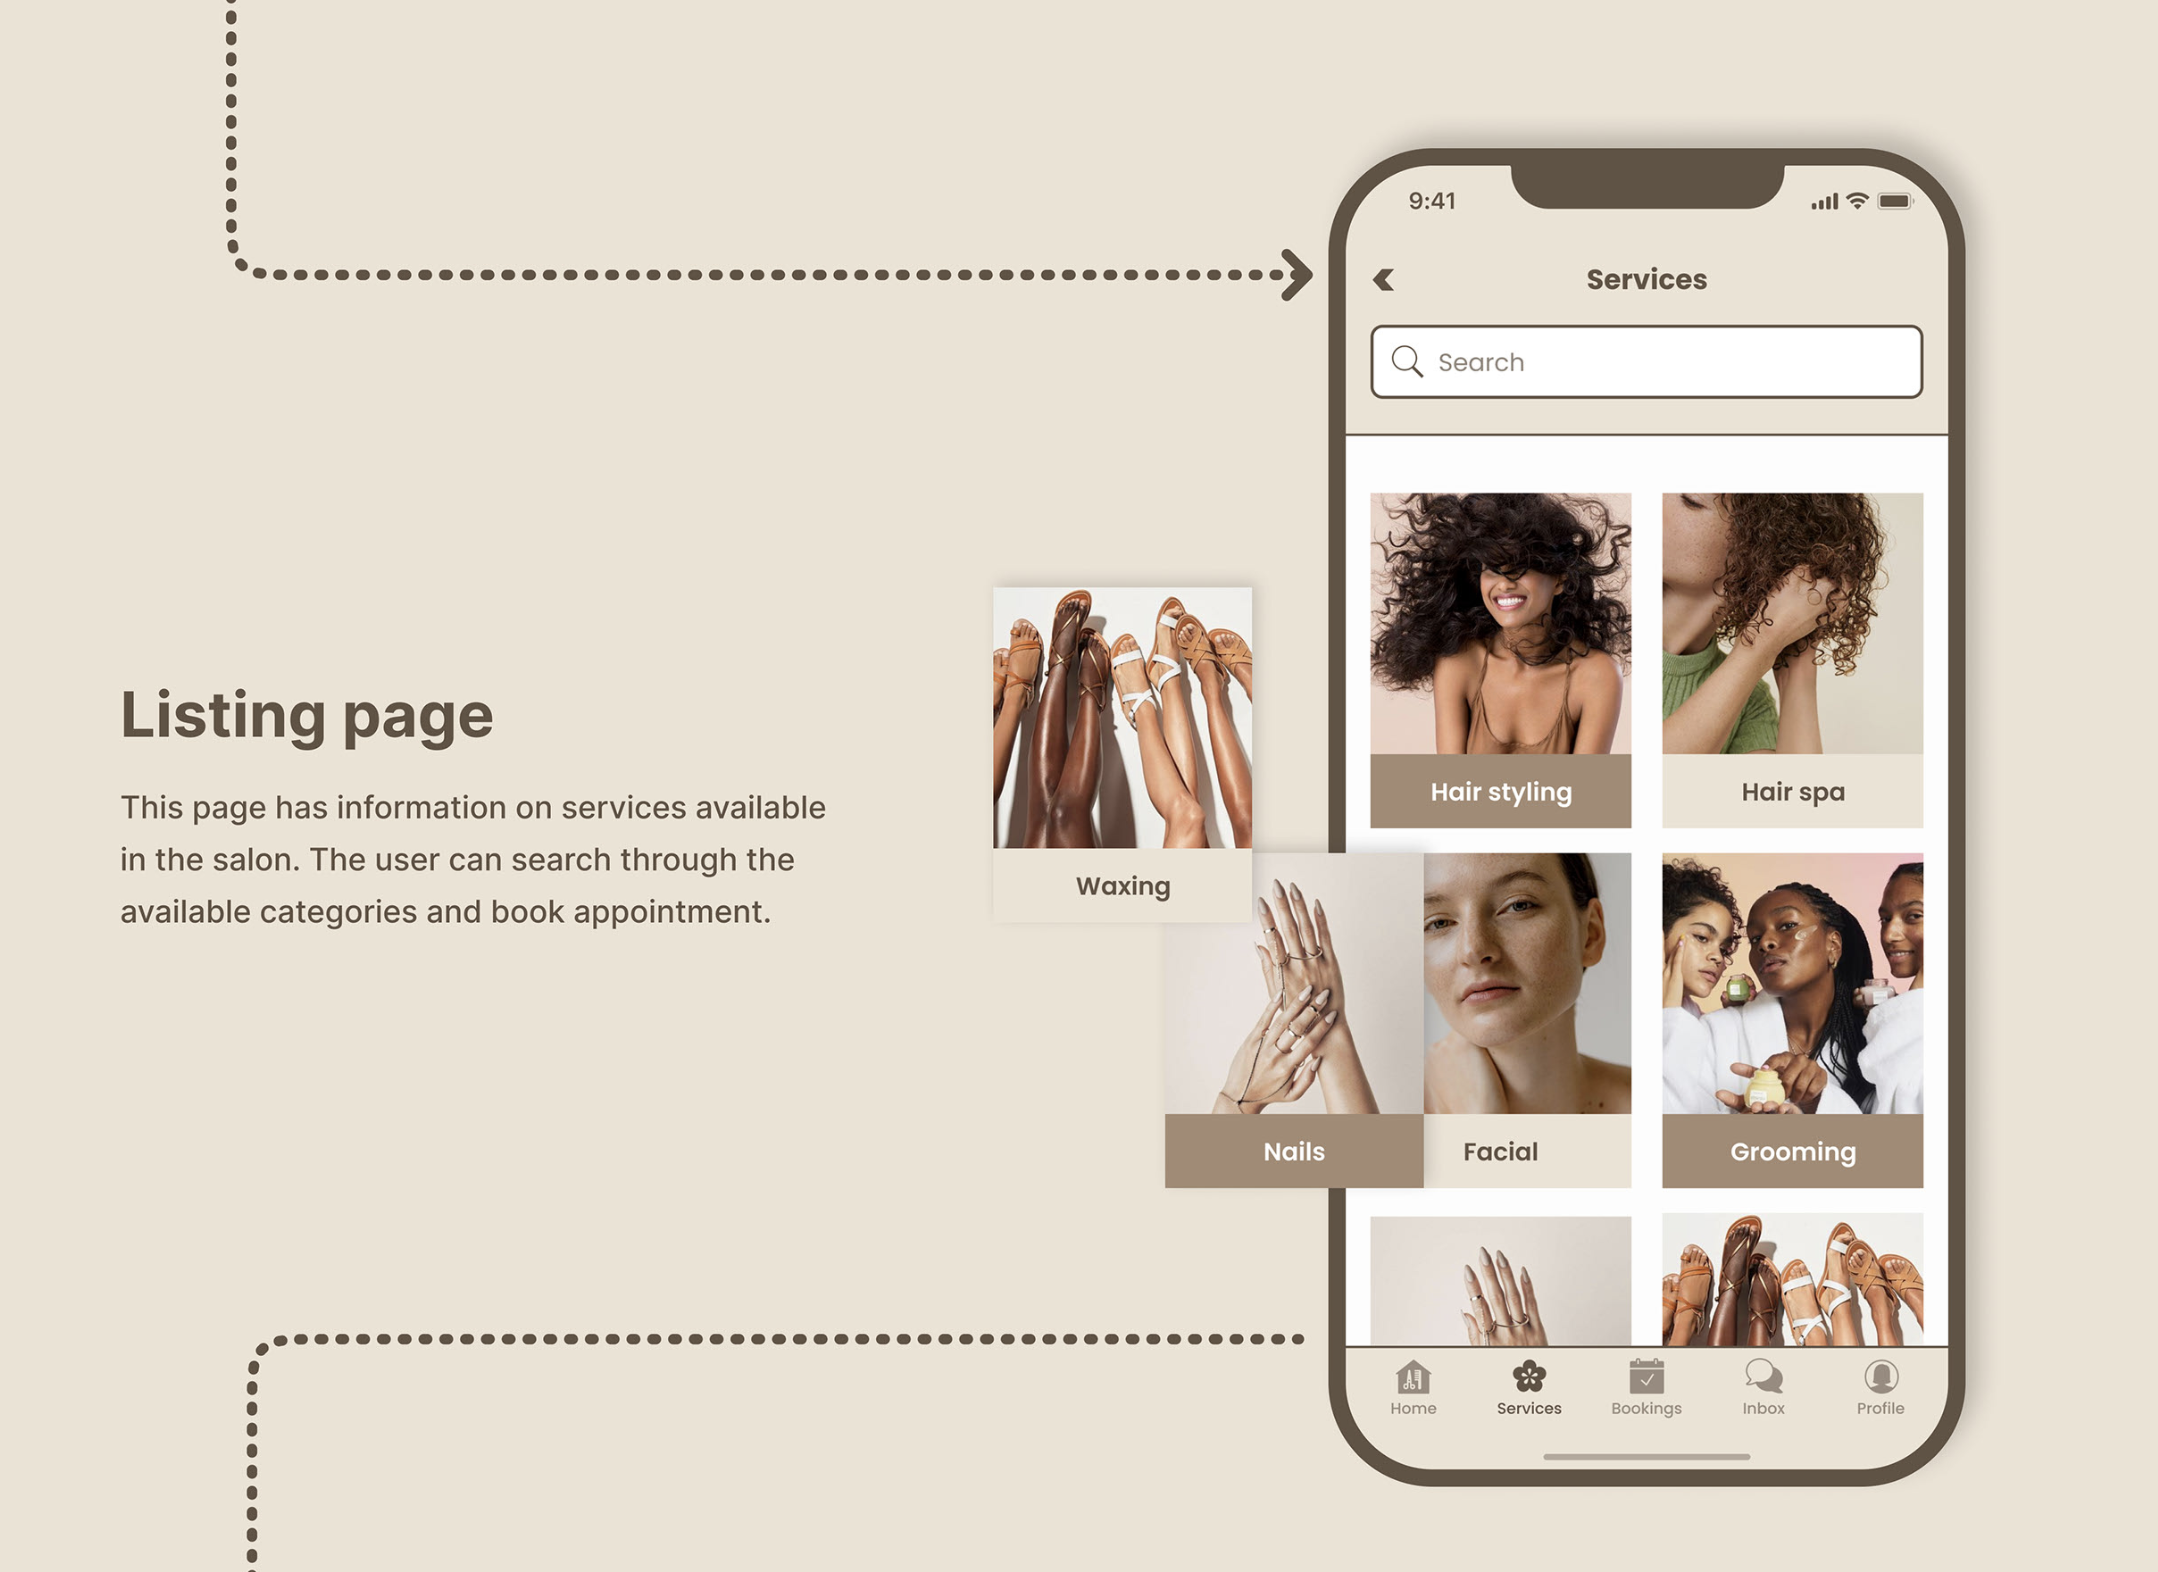 9:41
Services
Search
Hair styling
Hair spa
Listing page
This page has information on services available
in the salon. The user can search through the
available categories and book appointment.
Waxing
Nails
Facial
Grooming
Home
Services
Bookings
Inbox
Profile